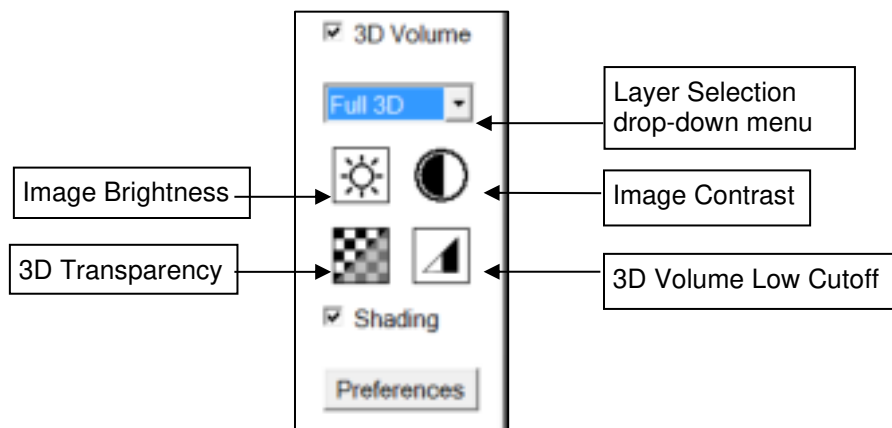 3D Volume
Full 3D
Layer Selection
drop-down menu
Image Brightness
Image Contrast
3D Transparency
3D Volume Low Cutoff
Shading
Preferences